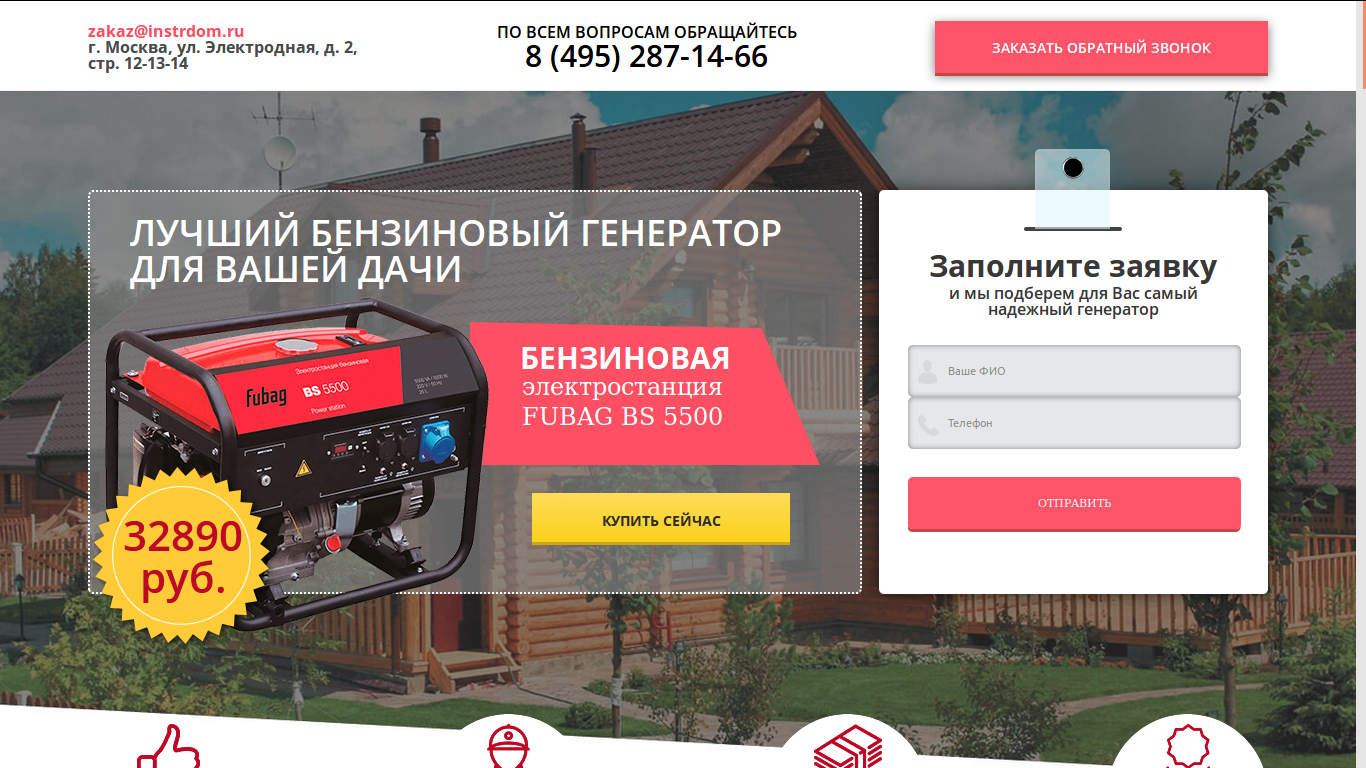 zakaz@instrdom.ru
г. Москва, ул. Электродная, д. 2,
стр. 12-13-14
ПО ВСЕМ ВОПРОСАМ ОБРАЩАЙТЕСЬ
8 (495) 287-14-66
ЗАКАЗАТЬ ОБРАТНЫЙ ЗВОНОК
ЛУЧШИЙ БЕНЗИНОВЫЙ ГЕНЕРАТОР
ДЛЯ ВАШЕЙ ДАЧИ
Электростанция бензиновая
fubag
BS 5500
Power station
БЕНЗИНОВАЯ
электростанция
FUBAG BS 5500
КУПИТЬ СЕЙЧАС
32890
руб.
Заполните заявку
и мы подберем для Вас самый
надежный генератор
Ваше ФИО
Телефон
ОТПРАВИТЬ